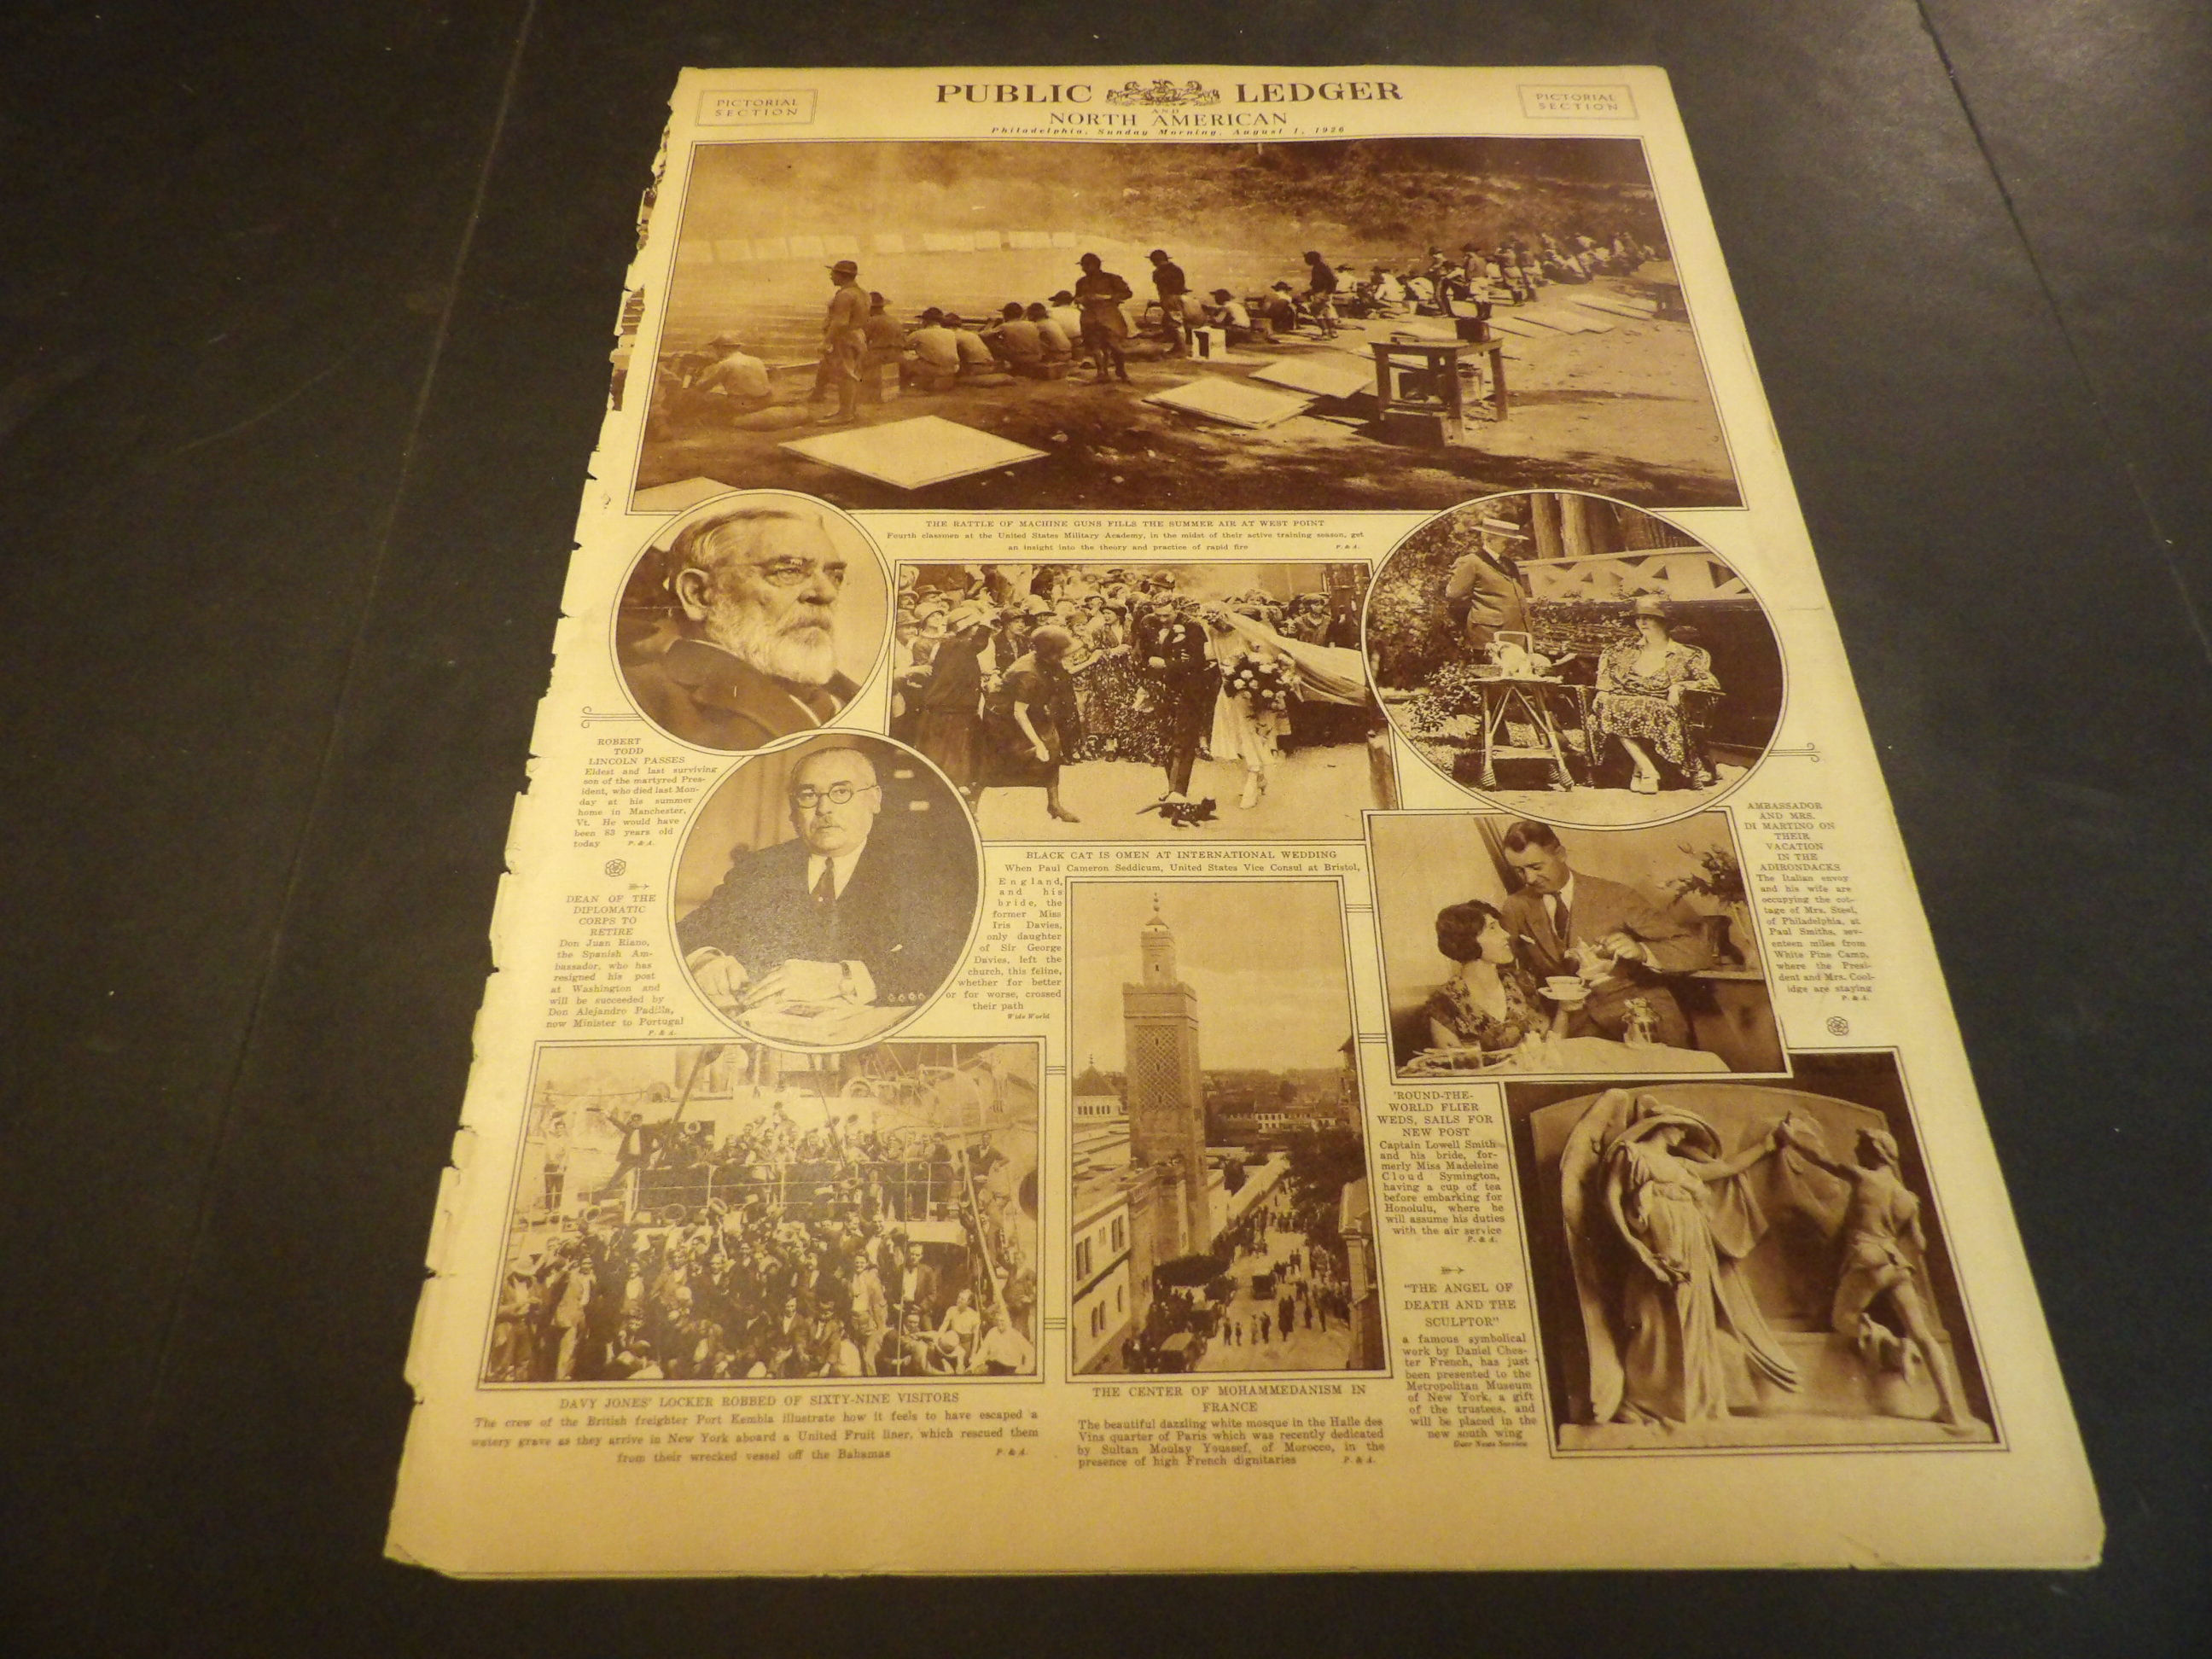 PICTORIAL
SECTION
PUBLIC LEDGER
AND
NORTH AMERICAN
Philadelphia, Sunday Morning, August 1, 1926
PICTORIAL
SECTION
THE RATTLE OF MACHINE GUNS FILLS THE SUMMER AIR AT WEST POINT
Fourth classmen at the United States Military Academy, in the midst of their active training season, get
an insight into the theory and practice of rapid fire P. & A.
ROBERT
TODD
LINCOLN PASSES
Eldest and last surviving
son of the martyred Pres-
ident, who died last Mon-
day at his summer
home in Manchester,
Vt. He would have
been 83 years old
today P. & A.
DEAN OF THE
DIPLOMATIC
CORPS TO
RETIRE
Don Juan Riano,
the Spanish Am-
bassador, who has
resigned his post
at Washington and
will be succeeded by
Don Alejandro Padilla,
now Minister to Portugal
P. & A.
BLACK CAT IS OMEN AT INTERNATIONAL WEDDING
When Paul Cameron Seddicum, United States Vice Consul at Bristol,
England,
and his
bride, the
former Miss
Iris Davies,
only daughter
of Sir George
Davies, left the
church, this feline,
whether for better
or for worse, crossed
their path
Wide World
AMBASSADOR
AND MRS.
DI MARTINO ON
THEIR
VACATION
IN THE
ADIRONDACKS
The Italian envoy
and his wife are
occupying the cot-
tage of Mrs. Steel,
of Philadelphia, at
Paul Smiths, sev-
enteen miles from
White Pine Camp,
where the Presi-
dent and Mrs. Cool-
idge are staying
P. & A.
'ROUND-THE-
WORLD FLIER
WEDS, SAILS FOR
NEW POST
Captain Lowell Smith
and his bride, for-
merly Miss Madeleine
Cloud Symington,
having a cup of tea
before embarking for
Honolulu, where he
will assume his duties
with the air service
P. & A.
"THE ANGEL OF
DEATH AND THE
SCULPTOR"
a famous symbolical
work by Daniel Ches-
ter French, has just
been presented to the
Metropolitan Museum
of New York, a gift
of the trustees, and
will be placed in the
new south wing
News Service
DAVY JONES' LOCKER ROBBED OF SIXTY-NINE VISITORS
The crew of the British freighter Port Kembla illustrate how it feels to have escaped a
watery grave as they arrive in New York aboard a United Fruit liner, which rescued them
from their wrecked vessel off the Bahamas P. & A.
THE CENTER OF MOHAMMEDANISM IN
FRANCE
The beautiful dazzling white mosque in the Halle des
Vins quarter of Paris which was recently dedicated
by Sultan Moulay Youssef, of Morocco, in the
presence of high French dignitaries P. & A.